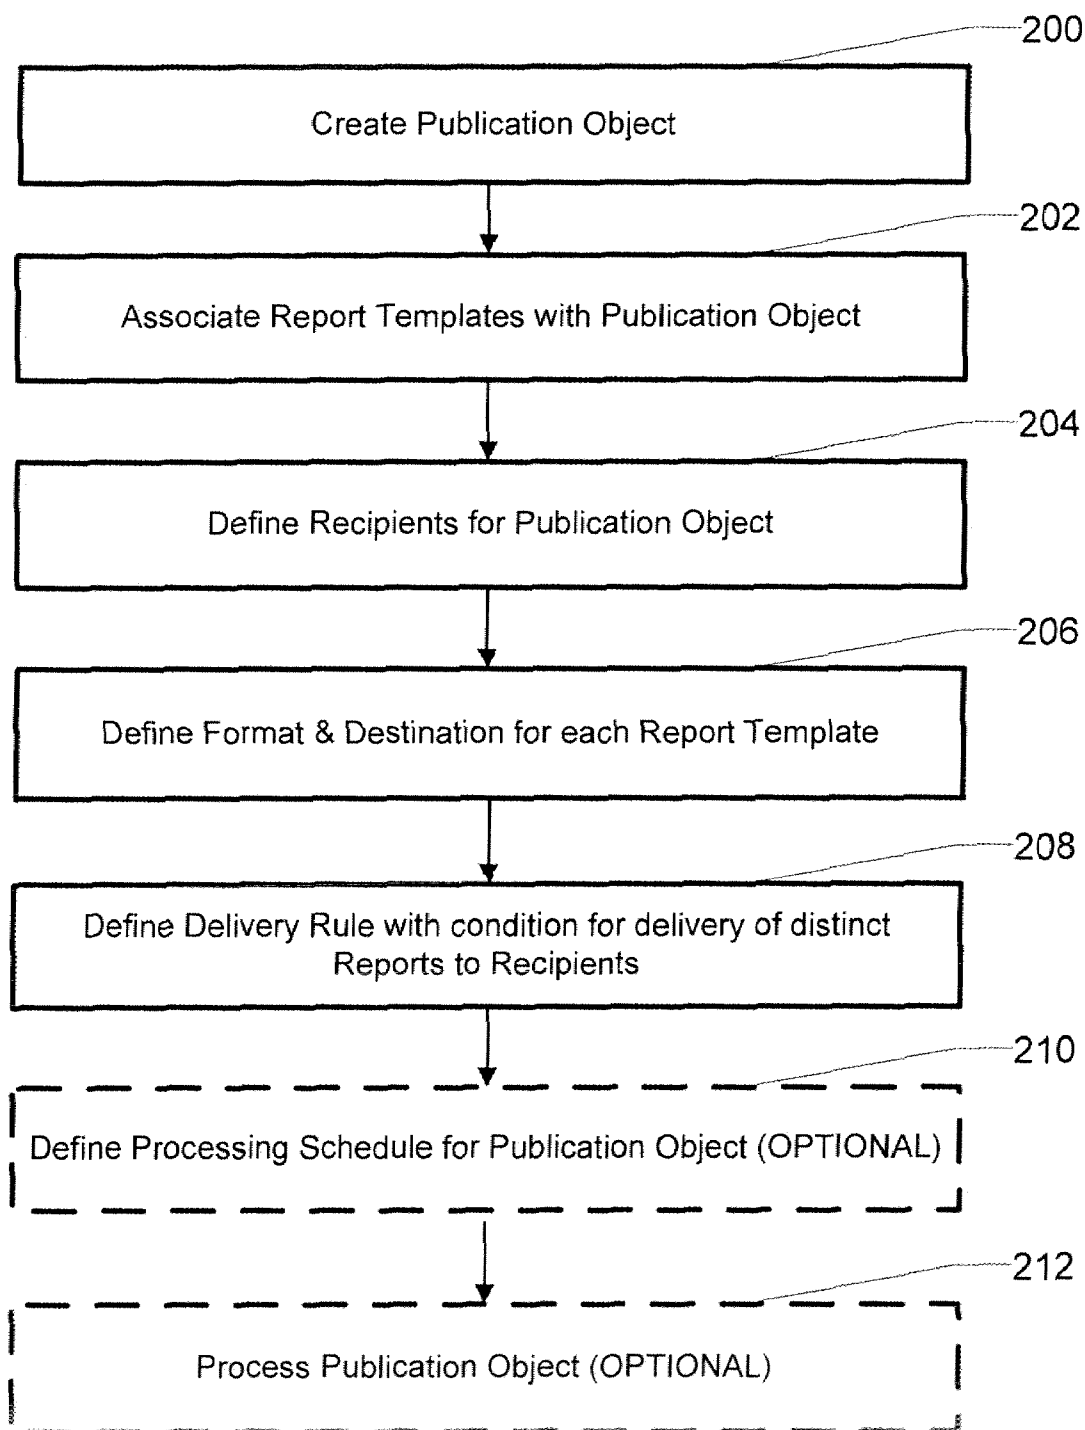 200
Create Publication Object
202
Associate Report Templates with Publication Object
204
Define Recipients for Publication Object
206
Define Format & Destination for each Report Template
208
Define Delivery Rule with condition for delivery of distinct
Reports to Recipients
210
Define Processing Schedule for Publication Object (OPTIONAL)
212
Process Publication Object (OPTIONAL)